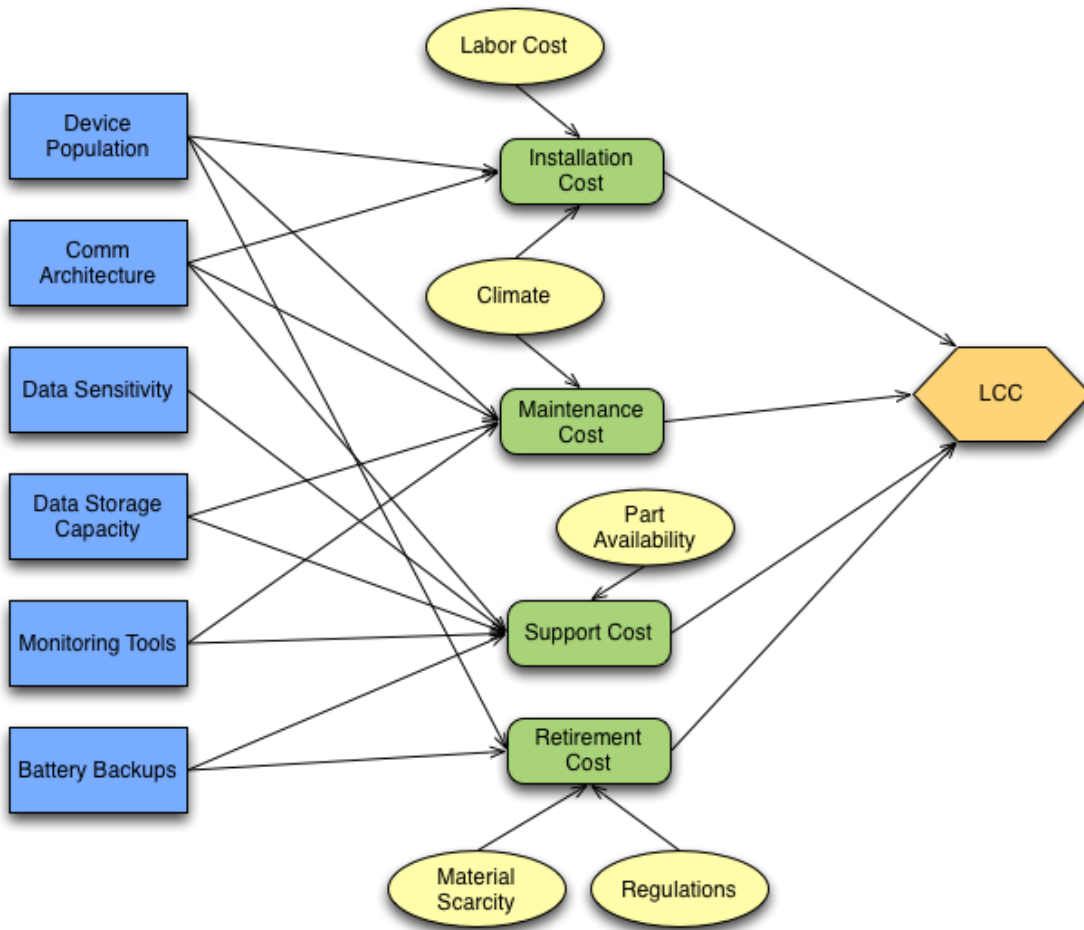 Labor Cost
Device
Population
Installation
Cost
Comm
Architecture
Climate
Data Sensitivity
Maintenance
Cost
LCC
Data Storage
Capacity
Part
Availability
Monitoring Tools
Support Cost
Battery Backups
Retirement
Cost
Material
Scarcity
Regulations